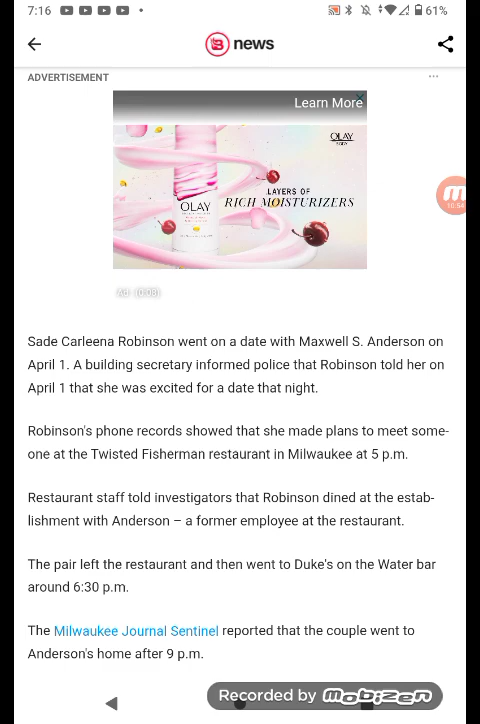 7:16
61%
news
ADVERTISEMENT
Learn More
OLAY
BODY
LAYERS OF
RICH MOISTURIZERS
OLAY
Ad · (0:08)
10:54
Sade Carleena Robinson went on a date with Maxwell S. Anderson on
April 1. A building secretary informed police that Robinson told her on
April 1 that she was excited for a date that night.
Robinson's phone records showed that she made plans to meet some-
one at the Twisted Fisherman restaurant in Milwaukee at 5 p.m.
Restaurant staff told investigators that Robinson dined at the estab-
lishment with Anderson – a former employee at the restaurant.
The pair left the restaurant and then went to Duke's on the Water bar
around 6:30 p.m.
The Milwaukee Journal Sentinel reported that the couple went to
Anderson's home after 9 p.m.
Recorded by mobizen